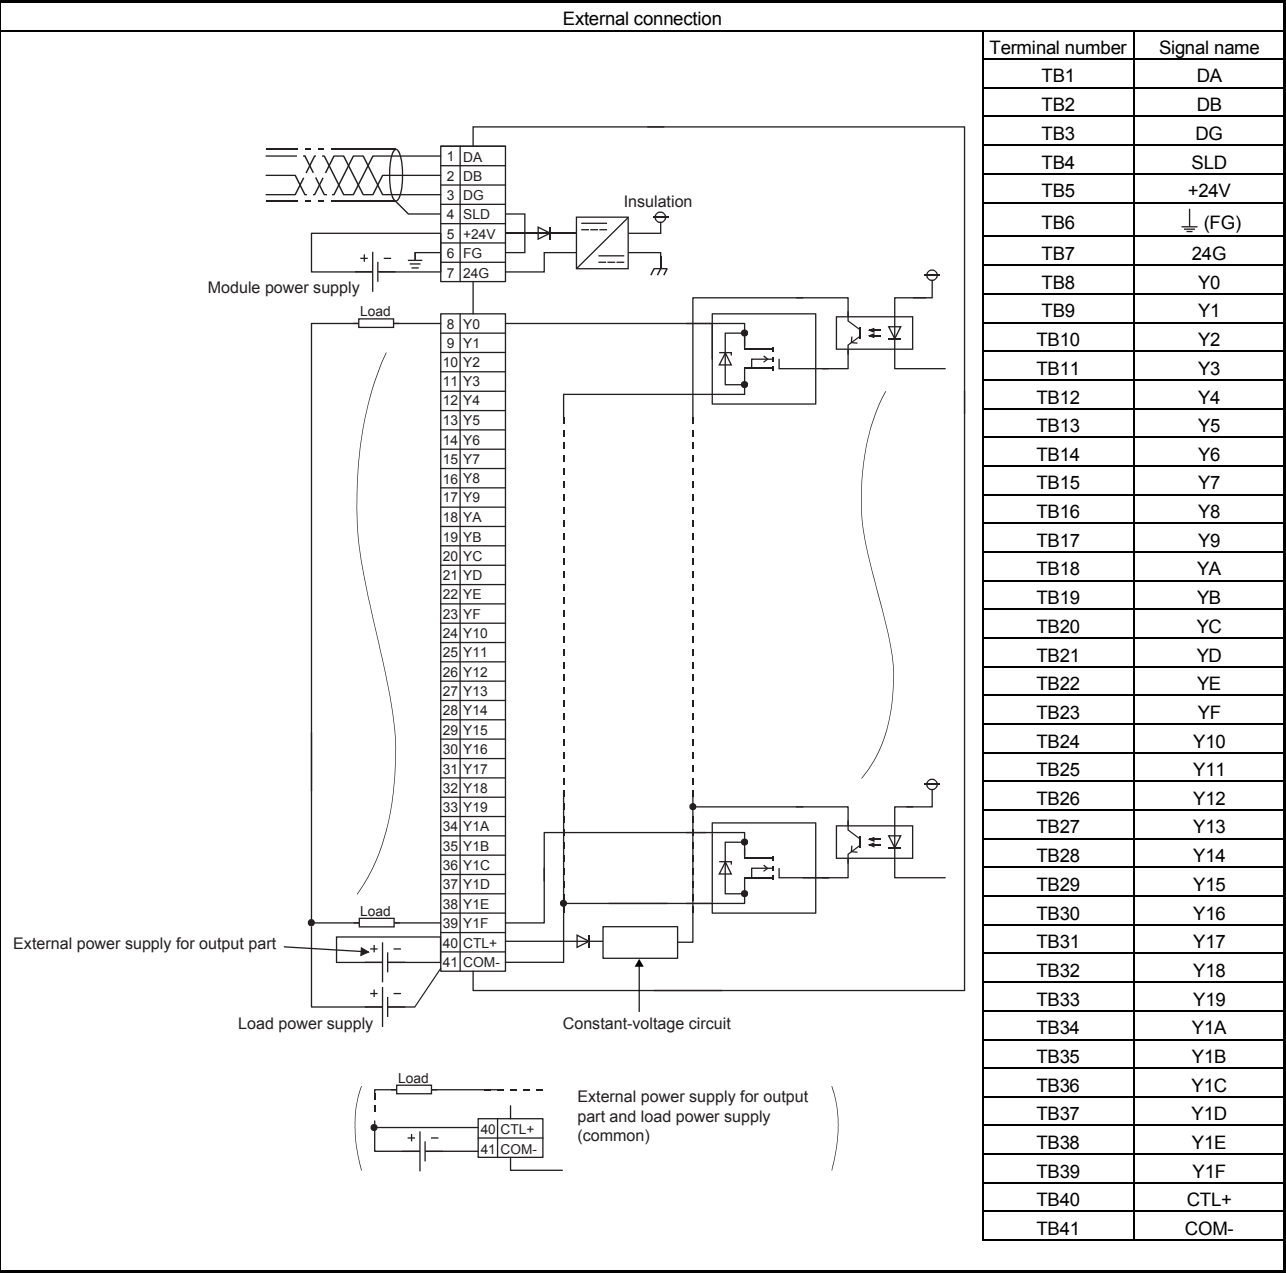 External connection
Terminal number Signal name
TB1 DA
TB2 DB
TB3 DG
TB4 SLD
TB5 +24V
TB6 (FG)
TB7 24G
TB8 Y0
TB9 Y1
TB10 Y2
TB11 Y3
TB12 Y4
TB13 Y5
TB14 Y6
TB15 Y7
TB16 Y8
TB17 Y9
TB18 YA
TB19 YB
TB20 YC
TB21 YD
TB22 YE
TB23 YF
TB24 Y10
TB25 Y11
TB26 Y12
TB27 Y13
TB28 Y14
TB29 Y15
TB30 Y16
TB31 Y17
TB32 Y18
TB33 Y19
TB34 Y1A
TB35 Y1B
TB36 Y1C
TB37 Y1D
TB38 Y1E
TB39 Y1F
TB40 CTL+
TB41 COM-
1 DA
2 DB
3 DG
4 SLD
5 +24V
6 FG
7 24G
Insulation
+ −
Module power supply
Load
8 Y0
9 Y1
10 Y2
11 Y3
12 Y4
13 Y5
14 Y6
15 Y7
16 Y8
17 Y9
18 YA
19 YB
20 YC
21 YD
22 YE
23 YF
24 Y10
25 Y11
26 Y12
27 Y13
28 Y14
29 Y15
30 Y16
31 Y17
32 Y18
33 Y19
34 Y1A
35 Y1B
36 Y1C
37 Y1D
38 Y1E
39 Y1F
40 CTL+
41 COM-
Load
External power supply for output part
+ −
+ −
Load power supply
Constant-voltage circuit
Load
40 CTL+
41 COM-
+ −
External power supply for output
part and load power supply
(common)